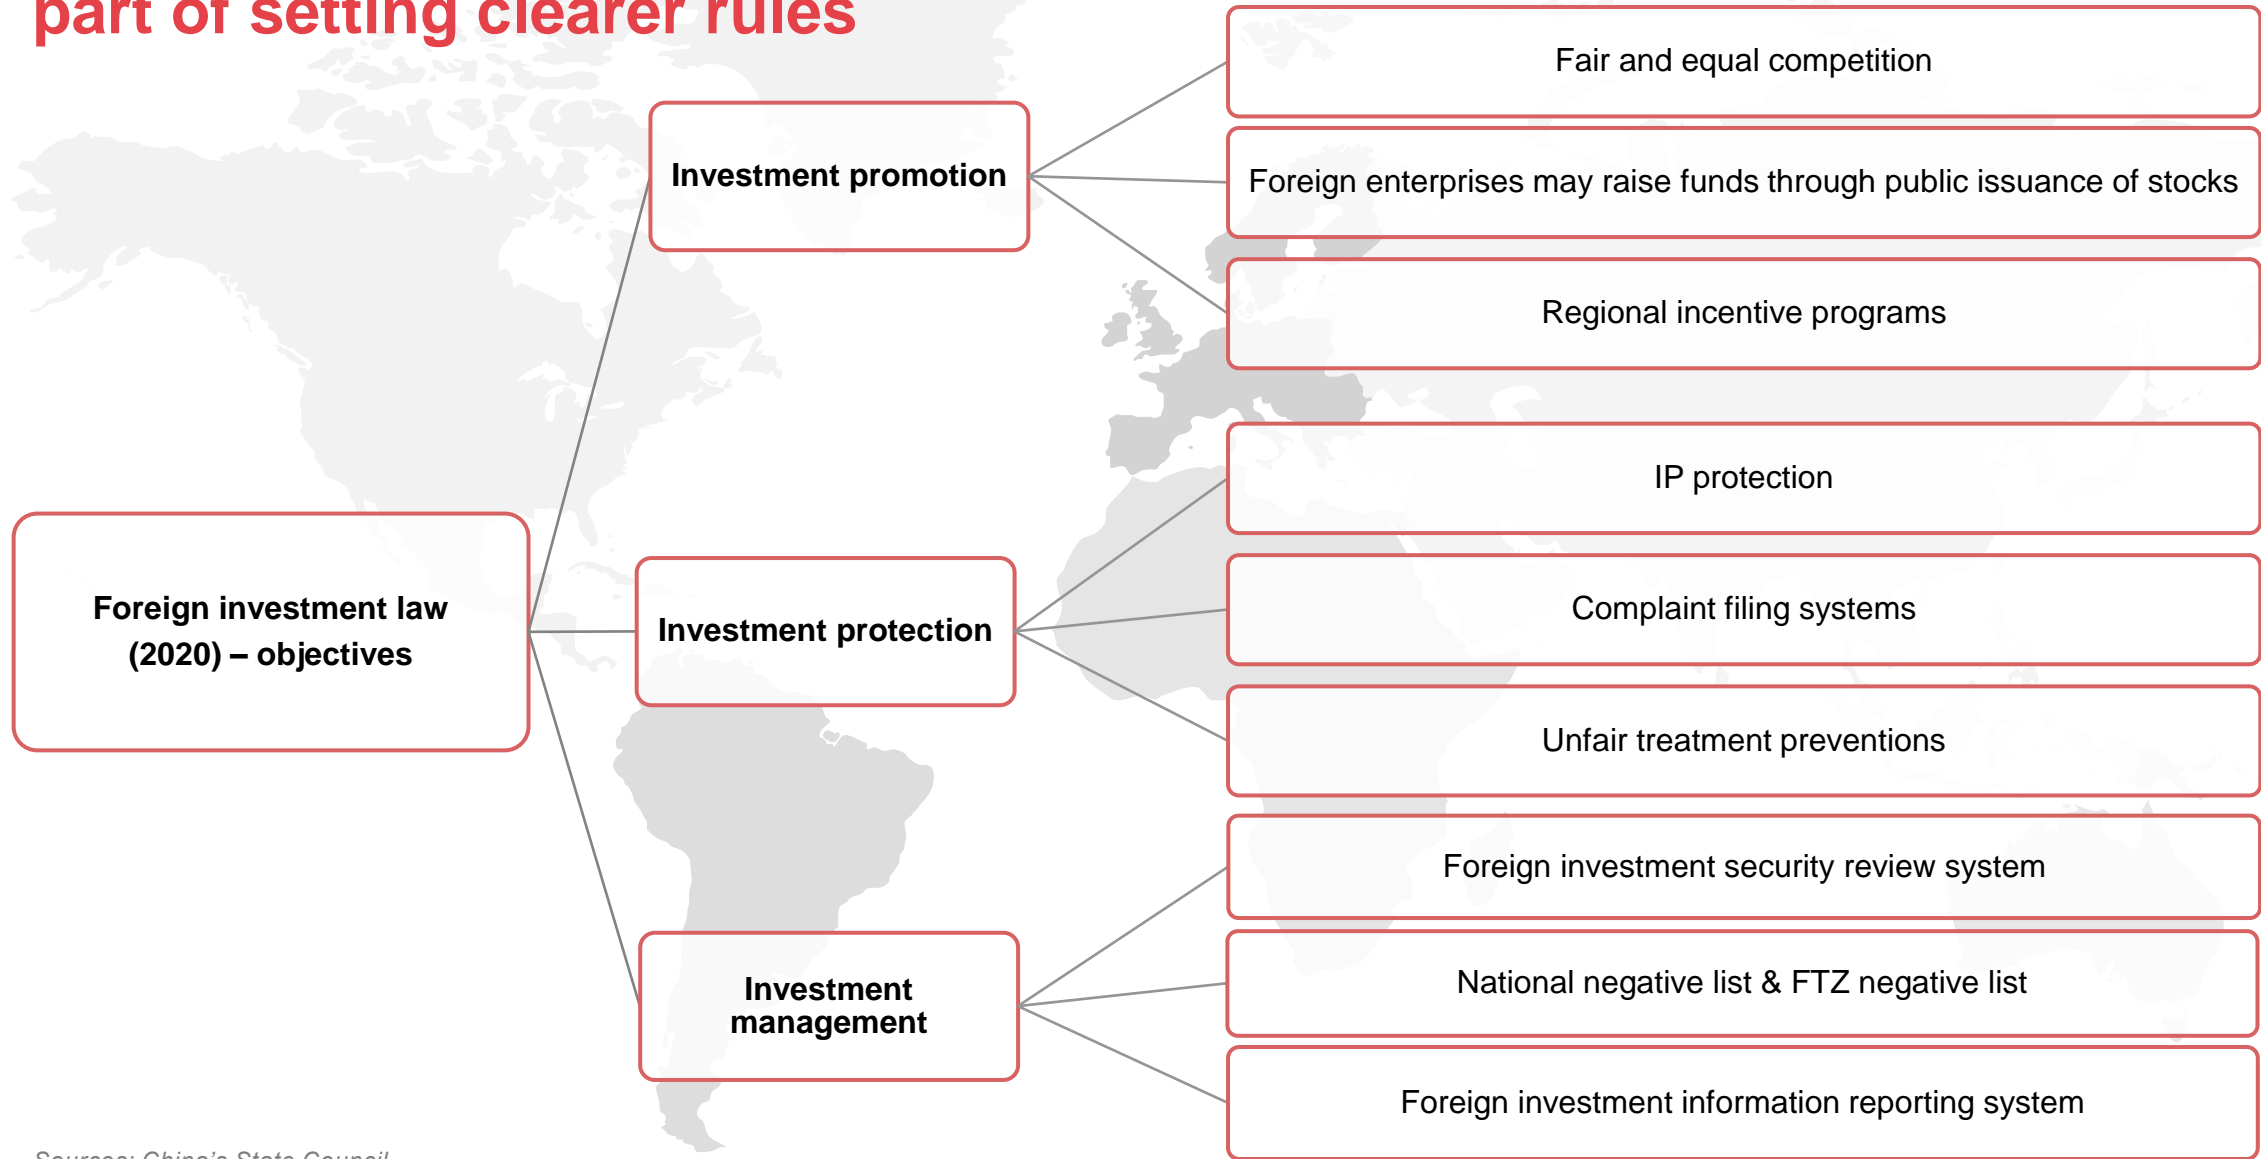 part of setting clearer rules
Fair and equal competition
Investment promotion
Foreign enterprises may raise funds through public issuance of stocks
Regional incentive programs
IP protection
Foreign investment law
(2020) – objectives
Investment protection
Complaint filing systems
Unfair treatment preventions
Foreign investment security review system
Investment
management
National negative list & FTZ negative list
Foreign investment information reporting system
Sources: China's State Council